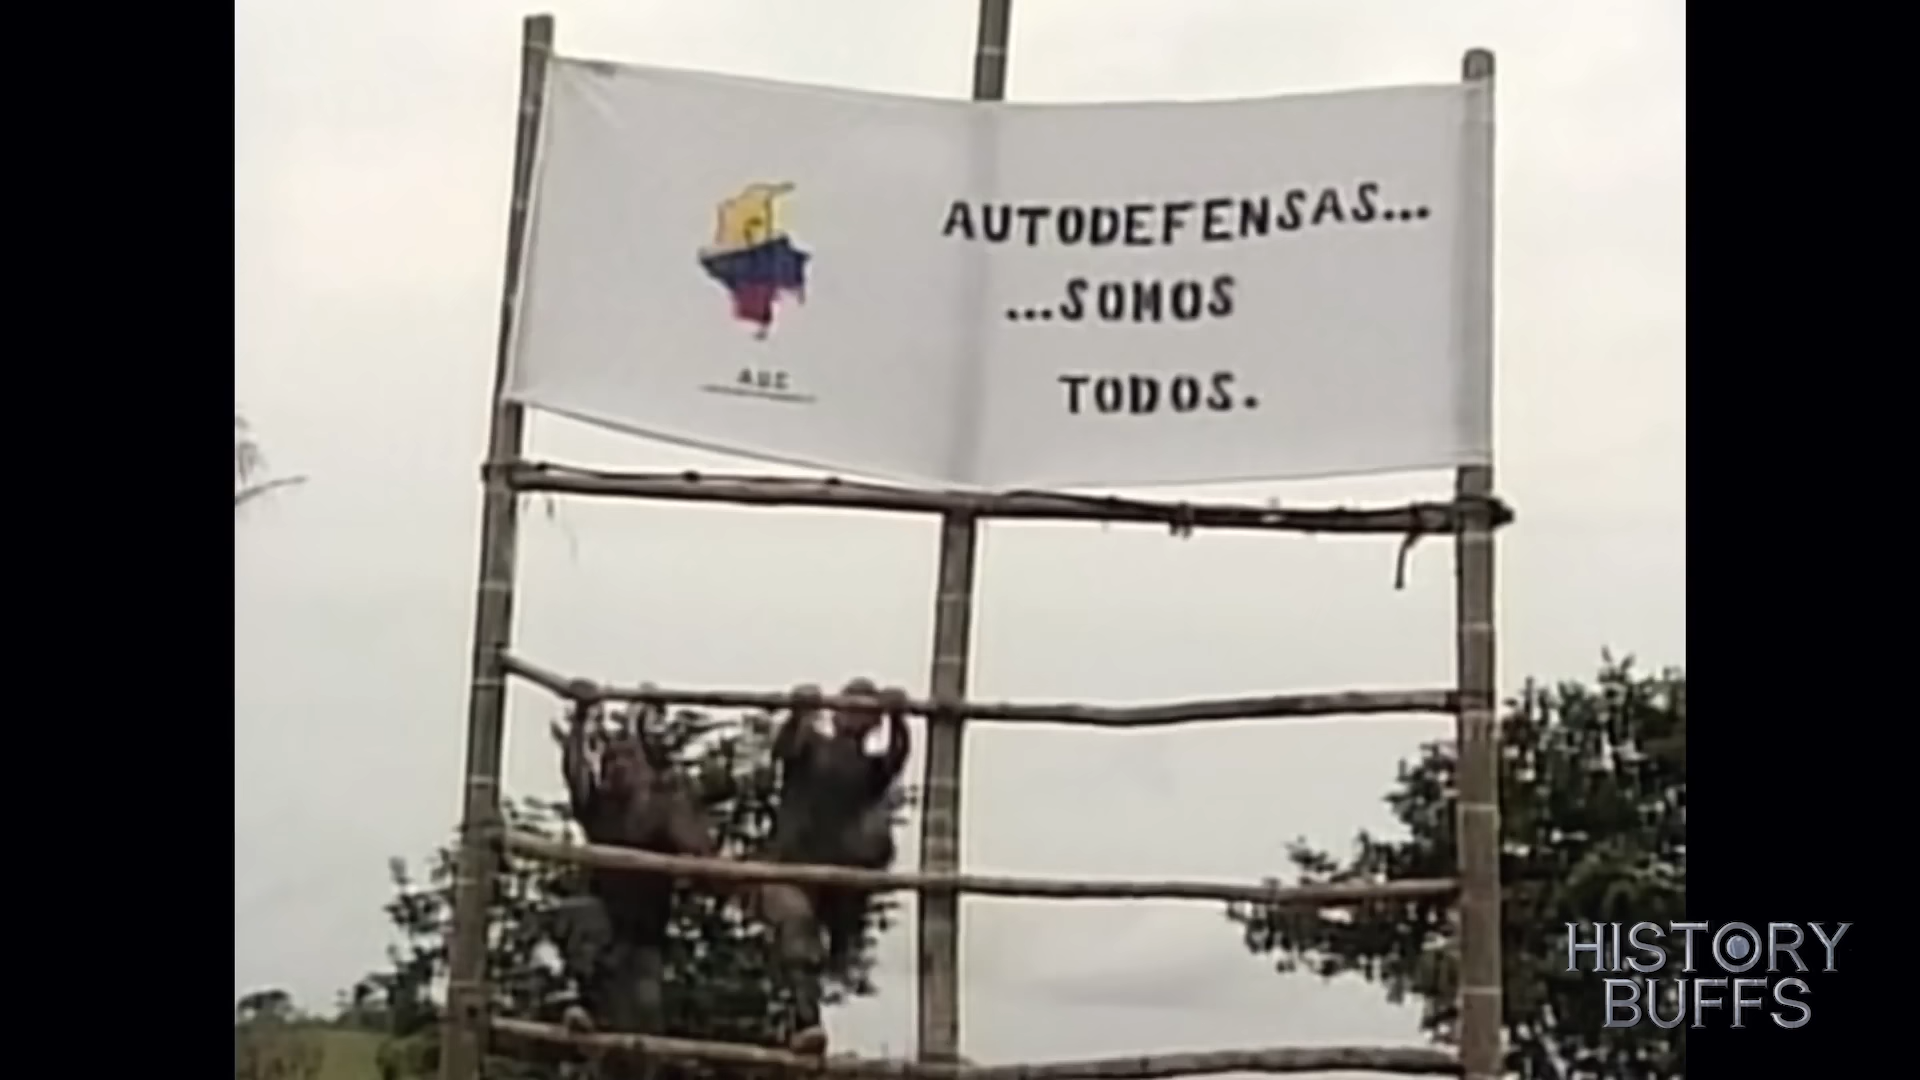 AUTODEFENSAS...
...SOMOS
TODOS.
AUC
HISTORY
BUFFS